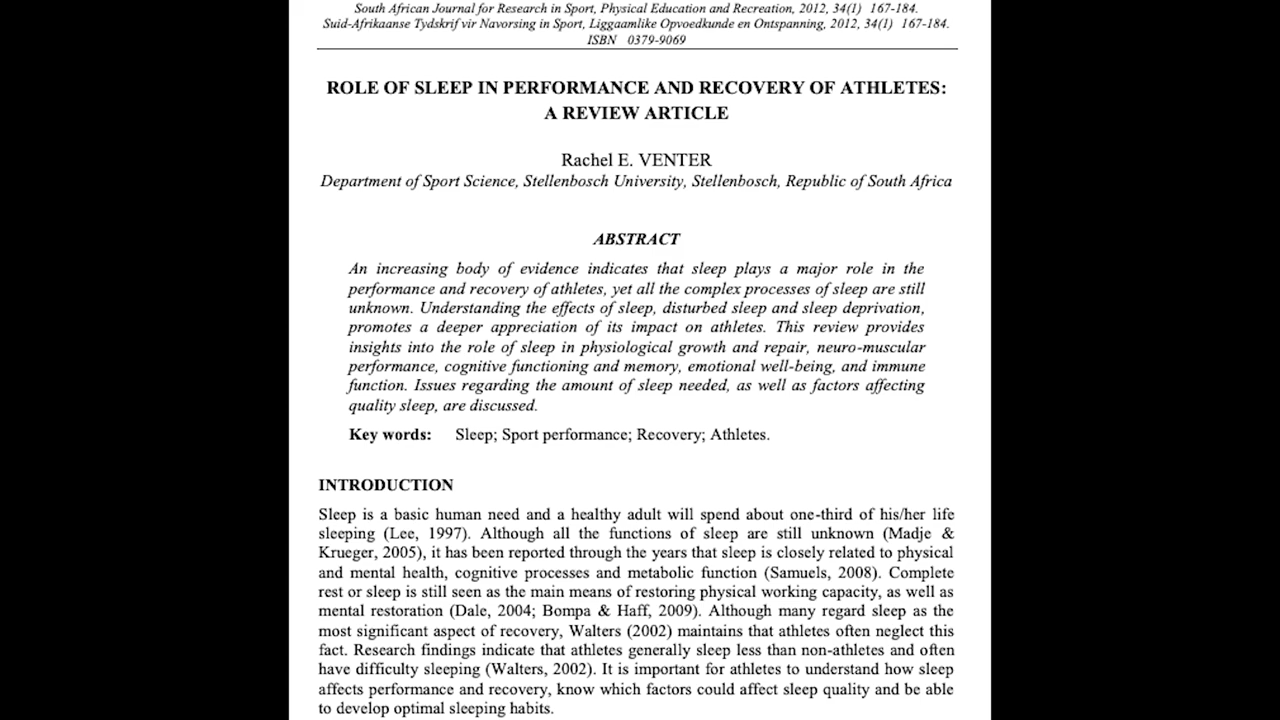 South African Journal for Research in Sport, Physical Education and Recreation, 2012, 34(1) 167-184.
Suid-Afrikaanse Tydskrif vir Navorsing in Sport, Liggaamlike Opvoedkunde en Ontspanning, 2012, 34(1) 167-184.
ISBN 0379-9069
ROLE OF SLEEP IN PERFORMANCE AND RECOVERY OF ATHLETES:
A REVIEW ARTICLE
Rachel E. VENTER
Department of Sport Science, Stellenbosch University, Stellenbosch, Republic of South Africa
ABSTRACT
An increasing body of evidence indicates that sleep plays a major role in the
performance and recovery of athletes, yet all the complex processes of sleep are still
unknown. Understanding the effects of sleep, disturbed sleep and sleep deprivation,
promotes a deeper appreciation of its impact on athletes. This review provides
insights into the role of sleep in physiological growth and repair, neuro-muscular
performance, cognitive functioning and memory, emotional well-being, and immune
function. Issues regarding the amount of sleep needed, as well as factors affecting
quality sleep, are discussed.
Key words: Sleep; Sport performance; Recovery; Athletes.
INTRODUCTION
Sleep is a basic human need and a healthy adult will spend about one-third of his/her life
sleeping (Lee, 1997). Although all the functions of sleep are still unknown (Madje &
Krueger, 2005), it has been reported through the years that sleep is closely related to physical
and mental health, cognitive processes and metabolic function (Samuels, 2008). Complete
rest or sleep is still seen as the main means of restoring physical working capacity, as well as
mental restoration (Dale, 2004; Bompa & Haff, 2009). Although many regard sleep as the
most significant aspect of recovery, Walters (2002) maintains that athletes often neglect this
fact. Research findings indicate that athletes generally sleep less than non-athletes and often
have difficulty sleeping (Walters, 2002). It is important for athletes to understand how sleep
affects performance and recovery, know which factors could affect sleep quality and be able
to develop optimal sleeping habits.